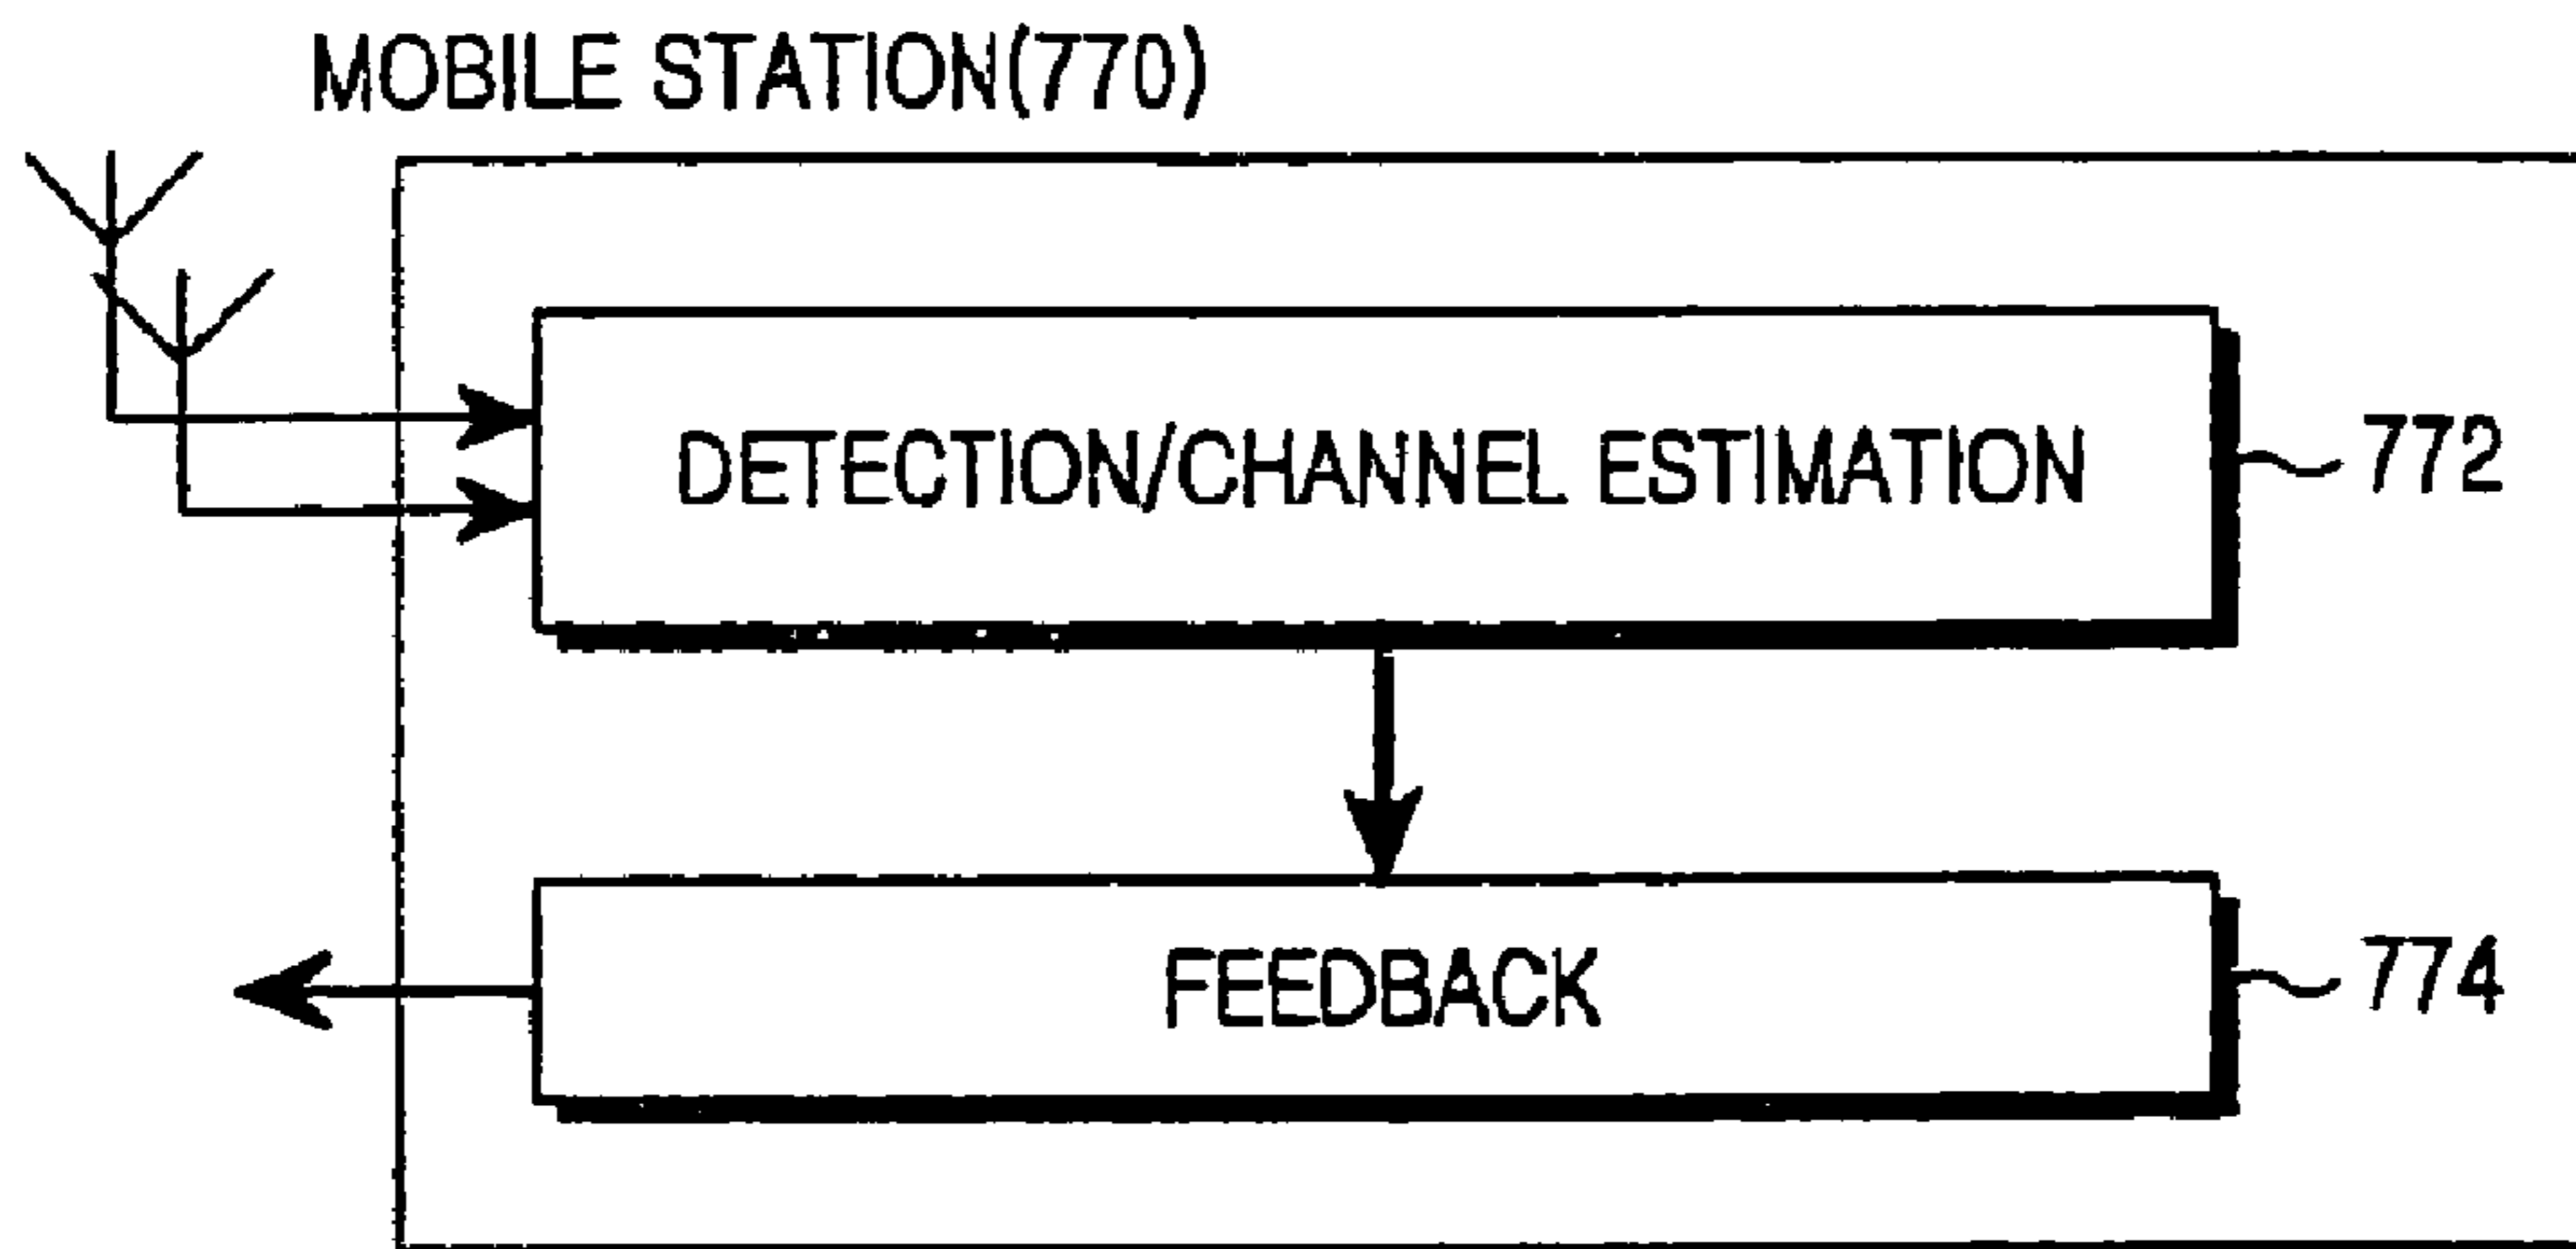 MOBILE STATION(770)
DETECTION/CHANNEL ESTIMATION
772
FEEDBACK
774